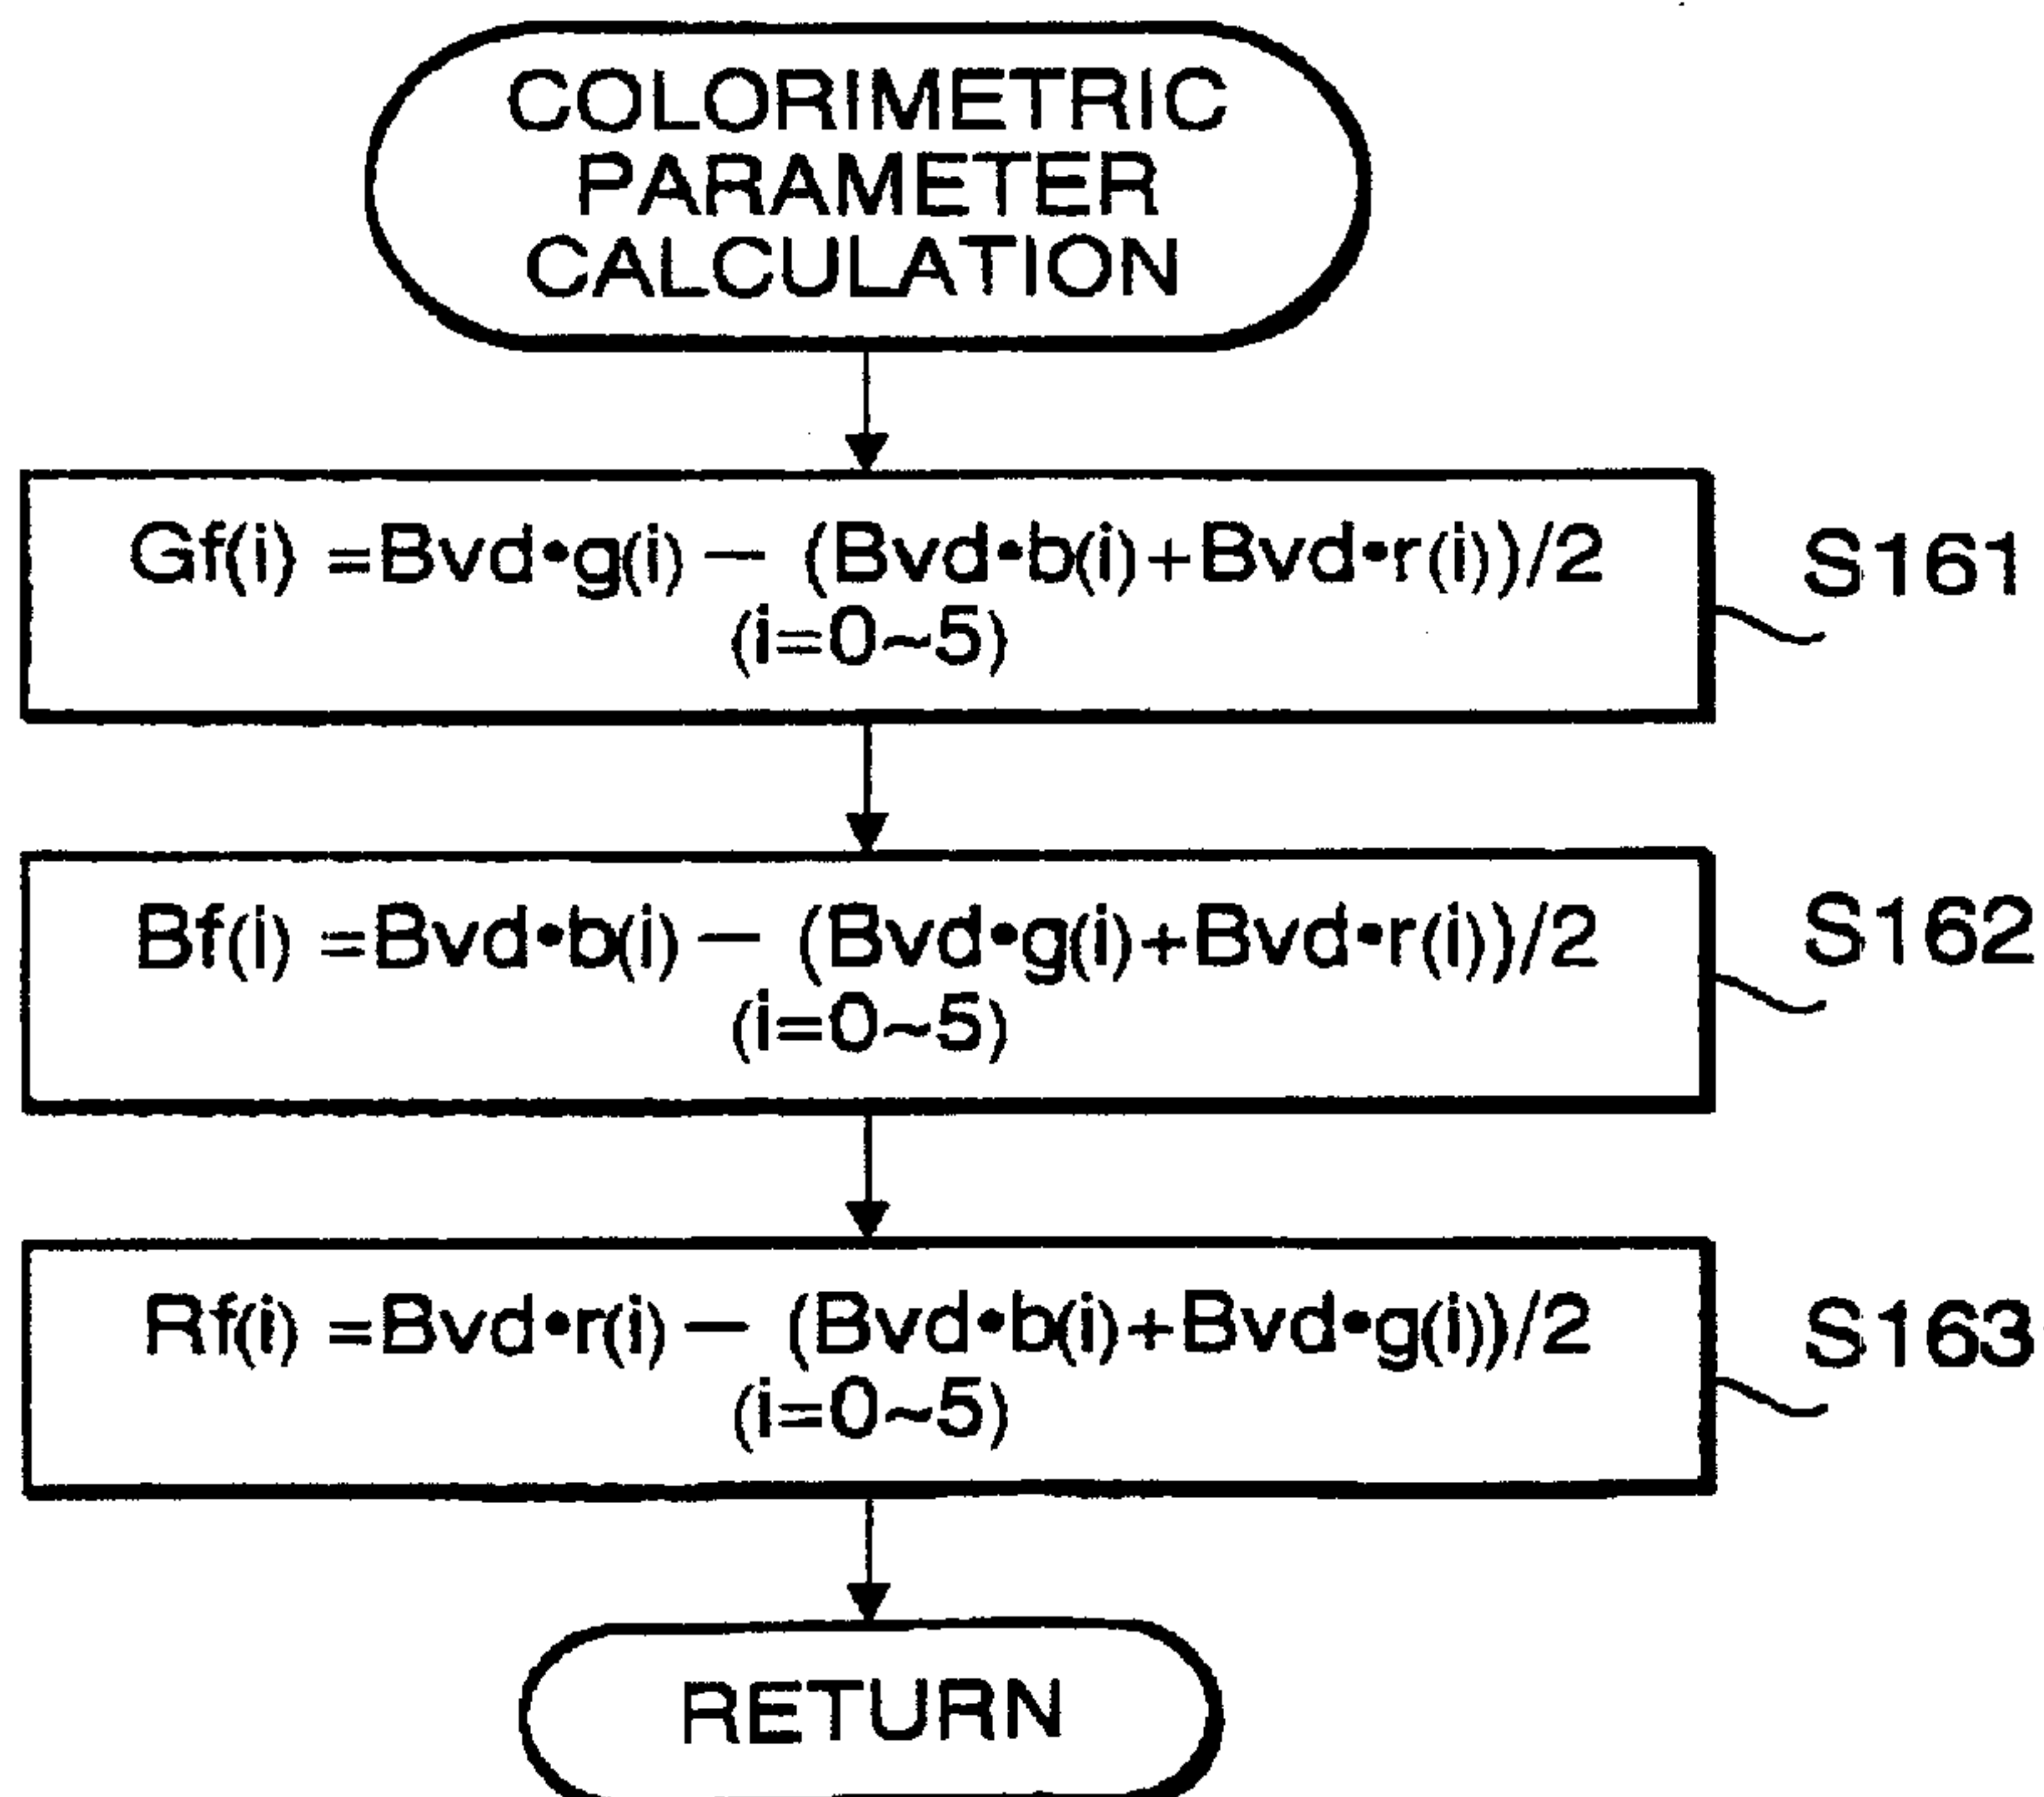 COLORIMETRIC
PARAMETER
CALCULATION
Gf(i) =Bvd•g(i) — (Bvd•b(i)+Bvd•r(i))/2
(i=0~5)
S161
Bf(i) =Bvd•b(i) — (Bvd•g(i)+Bvd•r(i))/2
(i=0~5)
S162
Rf(i) =Bvd•r(i) — (Bvd•b(i)+Bvd•g(i))/2
(i=0~5)
S163
RETURN